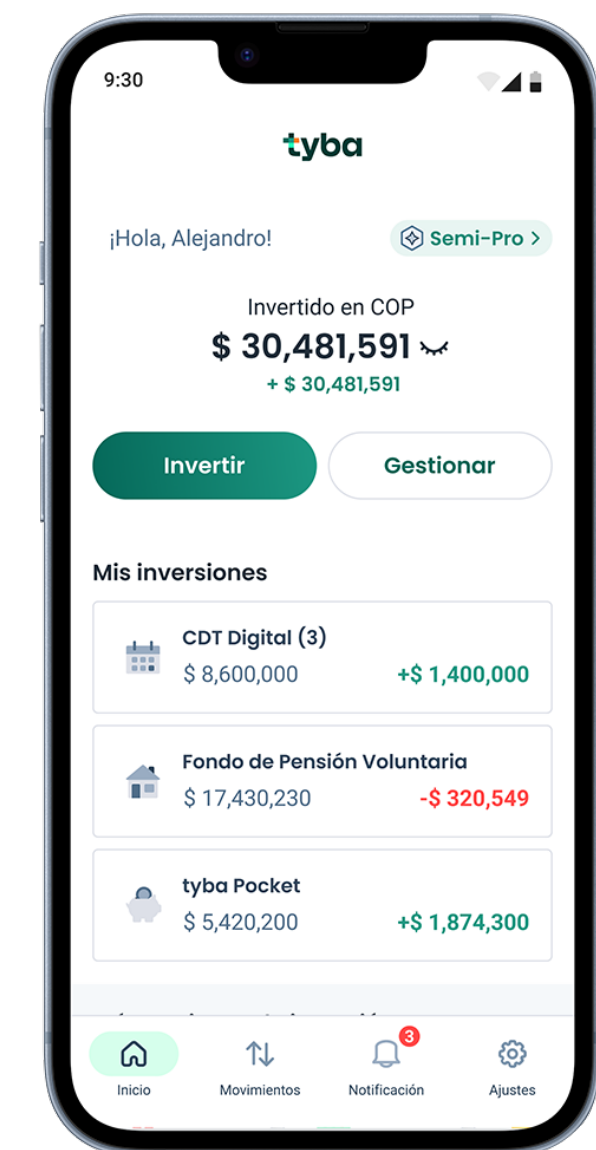 9:30
tyba
¡Hola, Alejandro!
Semi-Pro >
Invertido en COP
$ 30,481,591
+ $ 30,481,591
Invertir
Gestionar
Mis inversiones
CDT Digital (3)
$ 8,600,000
+$ 1,400,000
Fondo de Pensión Voluntaria
$ 17,430,230
-$ 320,549
tyba Pocket
$ 5,420,200
+$ 1,874,300
3
Inicio
Movimientos
Notificación
Ajustes